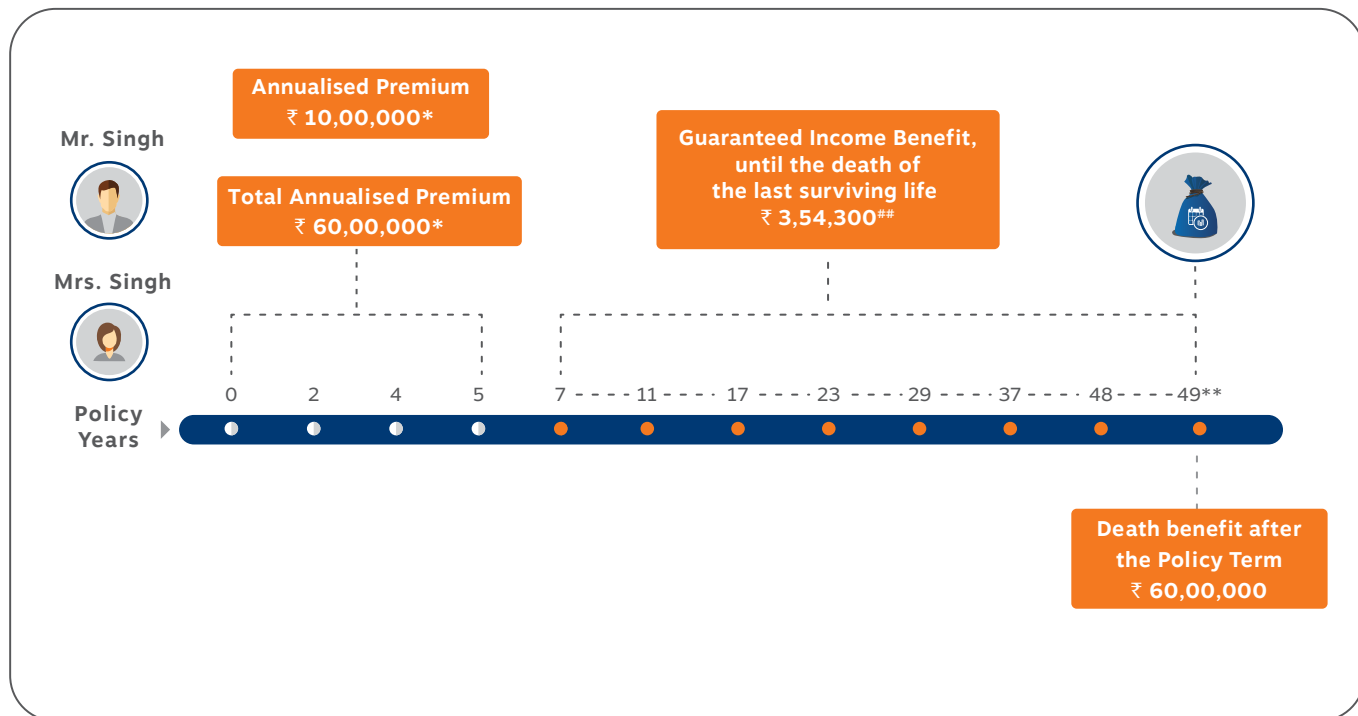 Annualised Premium
₹ 10,00,000*
Mr. Singh
Total Annualised Premium
₹ 60,00,000*
Guaranteed Income Benefit,
until the death of
the last surviving life
₹ 3,54,300##
Mrs. Singh
0 2 4 5 7 - - - - - 11 - - - - - 17 - - - - - 23 - - - - - 29 - - - - - 37 - - - - - 48 - - - - - 49**
Policy
Years
Death benefit after
the Policy Term
₹ 60,00,000